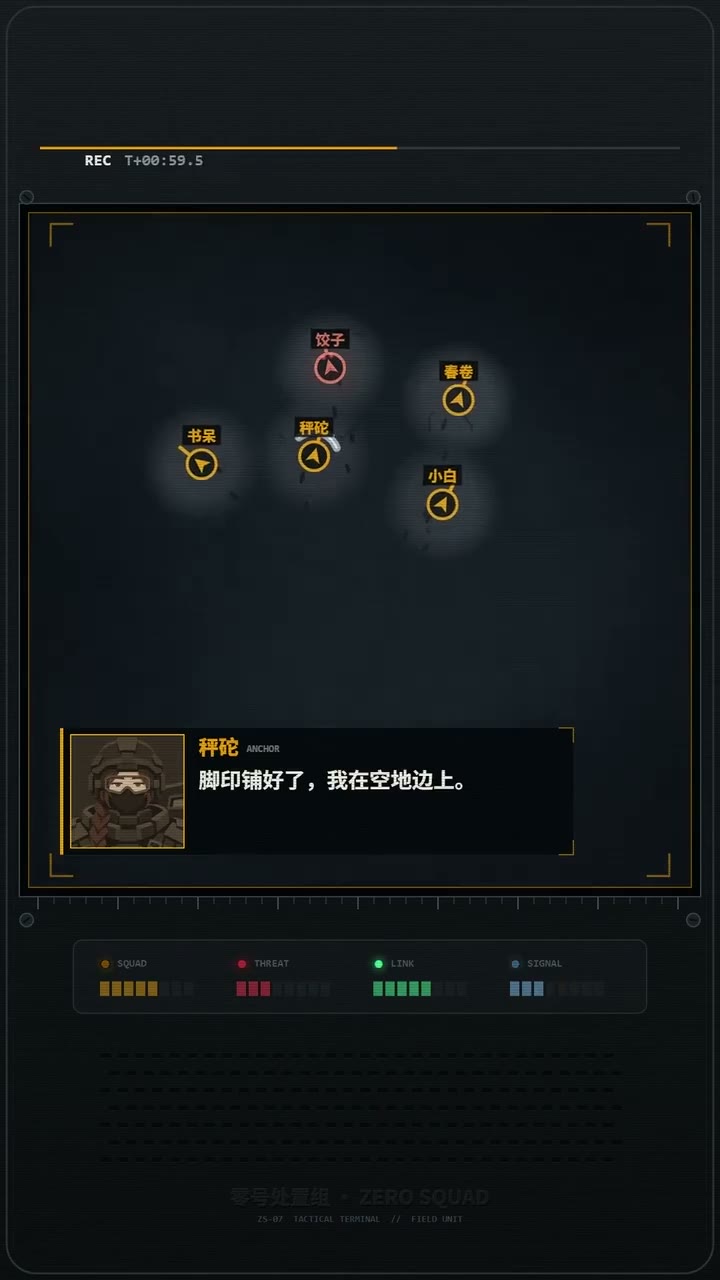 REC T+00:59.5
饺子
春卷
秤砣
书呆
小白
秤砣 ANCHOR
脚印铺好了，我在空地边上。
SQUAD THREAT LINK SIGNAL
零号处置组 · ZERO SQUAD
ZS-07 TACTICAL TERMINAL // FIELD UNIT